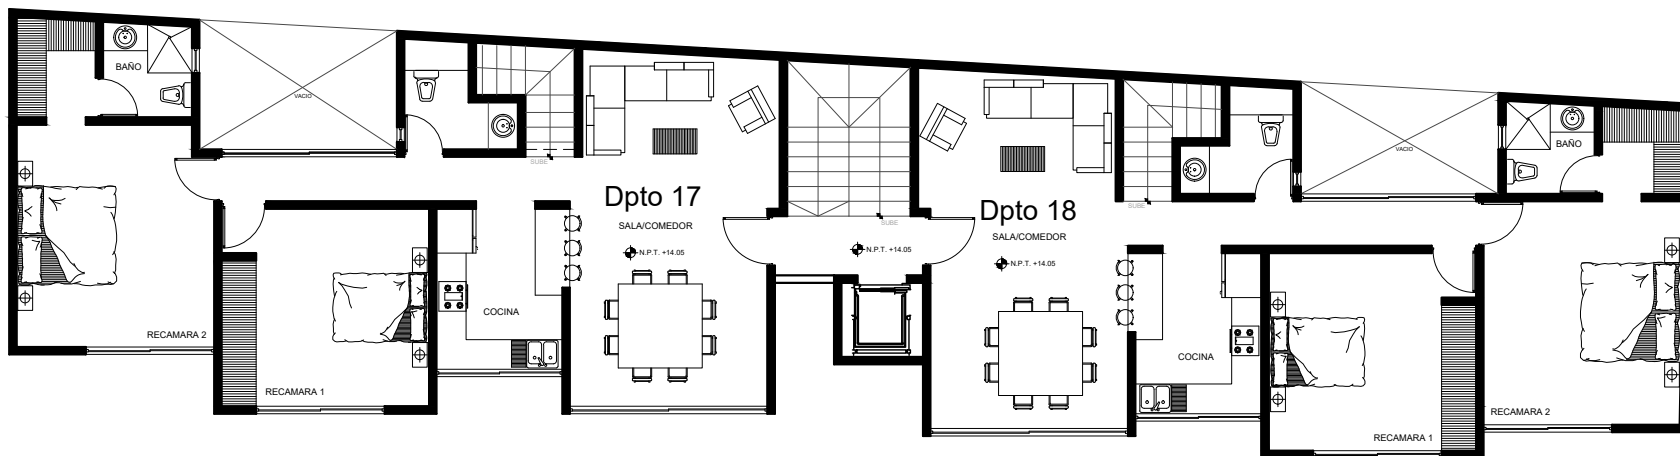 BAÑO
VACIO
SUBE
Dpto 17
SALA/COMEDOR
N.P.T. +14.05
COCINA
RECAMARA 2
RECAMARA 1
SUBE
N.P.T. +14.05
Dpto 18
SALA/COMEDOR
N.P.T. +14.05
SUBE
VACIO
BAÑO
COCINA
RECAMARA 1
RECAMARA 2